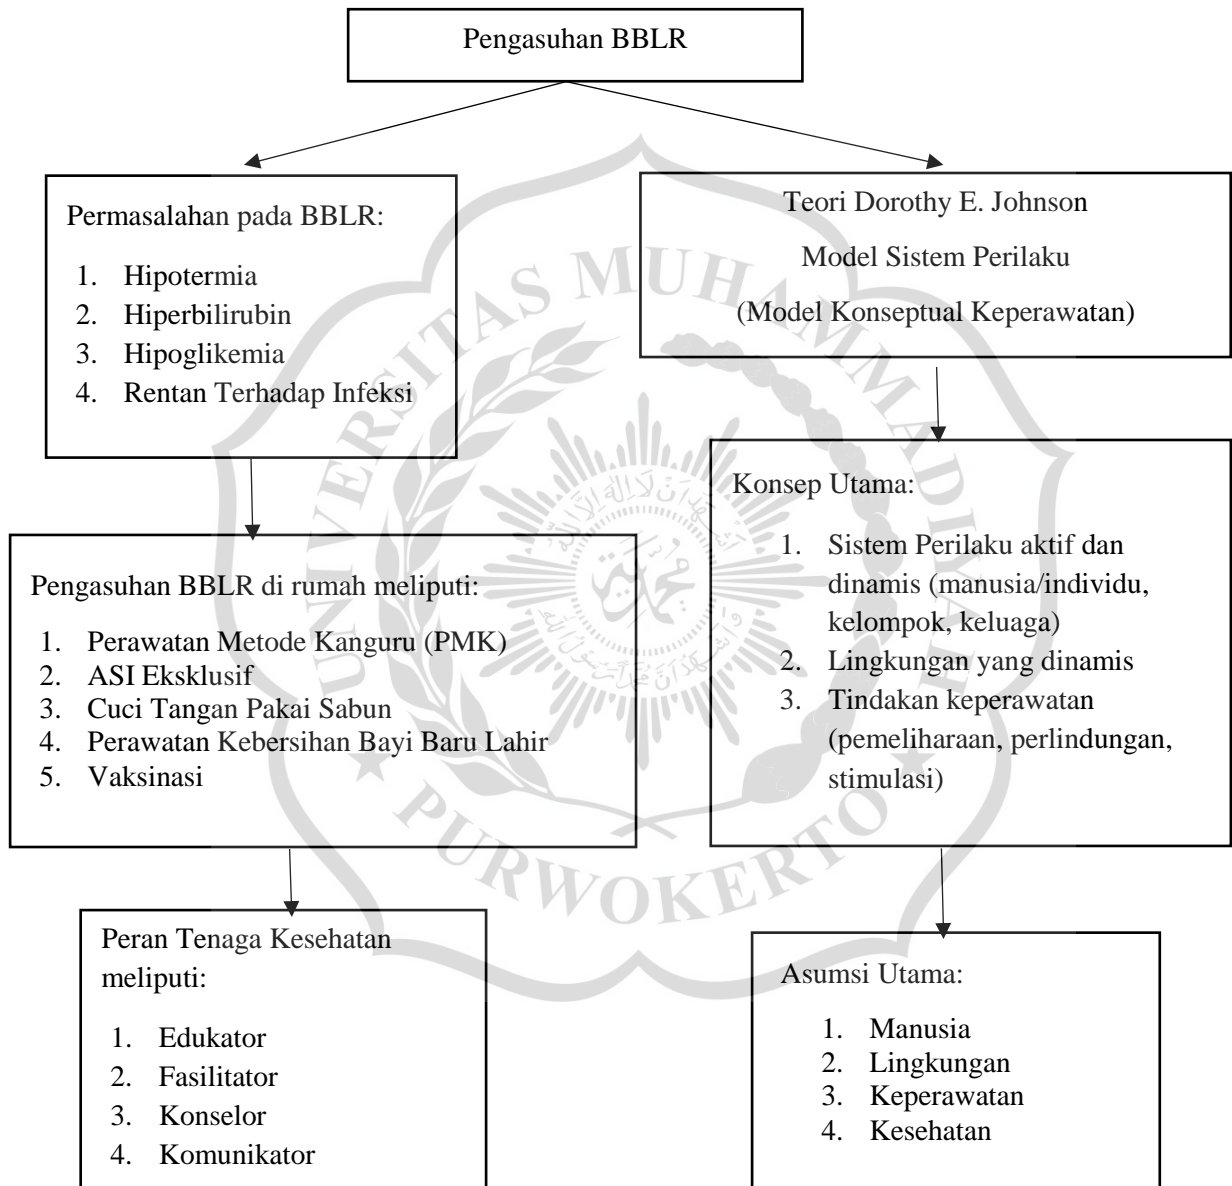 Pengasuhan BBLR
Permasalahan pada BBLR:
1. Hipotermia
2. Hiperbilirubin
3. Hipoglikemia
4. Rentan Terhadap Infeksi
Teori Dorothy E. Johnson
Model Sistem Perilaku
(Model Konseptual Keperawatan)
Pengasuhan BBLR di rumah meliputi:
1. Perawatan Metode Kanguru (PMK)
2. ASI Eksklusif
3. Cuci Tangan Pakai Sabun
4. Perawatan Kebersihan Bayi Baru Lahir
5. Vaksinasi
Konsep Utama:
1. Sistem Perilaku aktif dan
dinamis (manusia/individu,
kelompok, keluaga)
2. Lingkungan yang dinamis
3. Tindakan keperawatan
(pemeliharaan, perlindungan,
stimulasi)
Peran Tenaga Kesehatan
meliputi:
1. Edukator
2. Fasilitator
3. Konselor
4. Komunikator
Asumsi Utama:
1. Manusia
2. Lingkungan
3. Keperawatan
4. Kesehatan
UNIVERSITAS MUHAMMADIYAH
PURWOKERTO